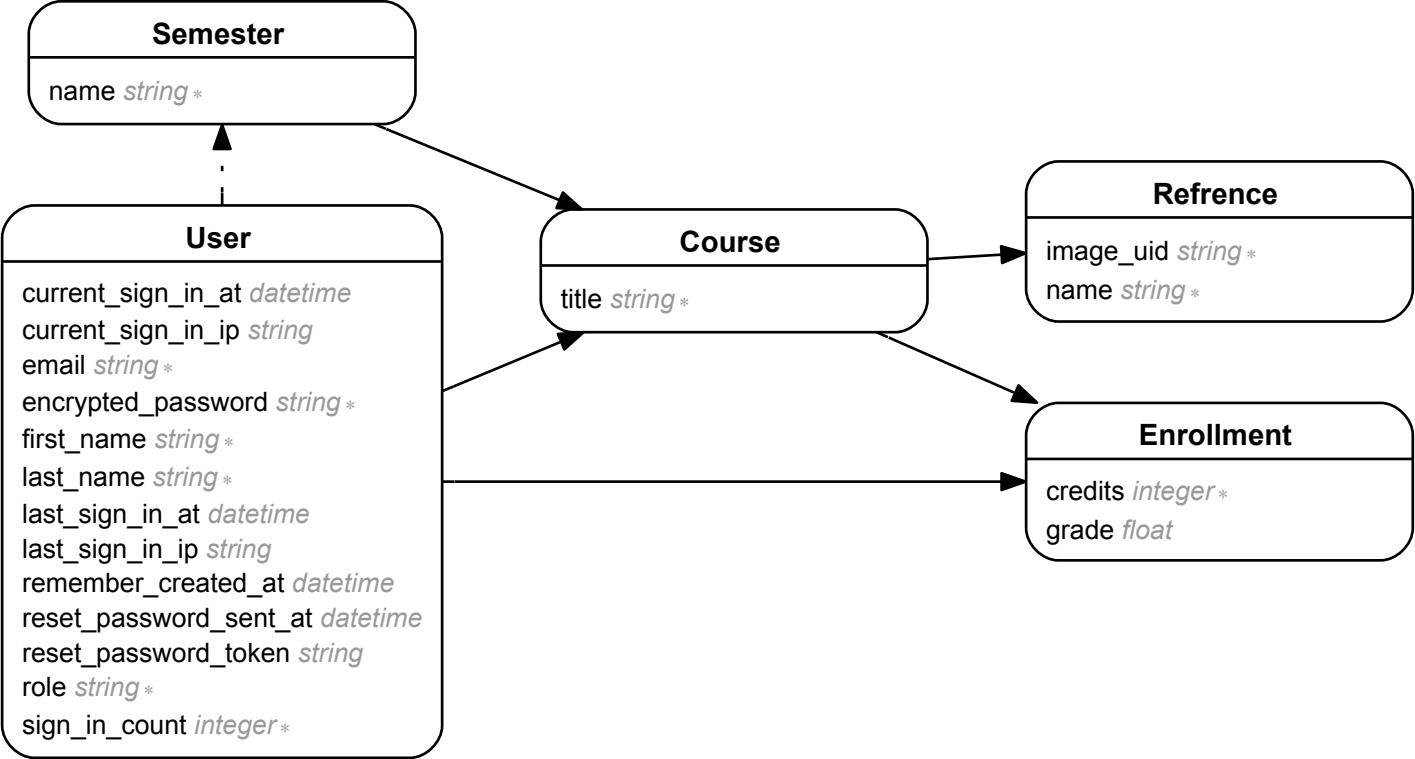 Semester
name string ∗
User
current_sign_in_at datetime
current_sign_in_ip string
email string ∗
encrypted_password string ∗
first_name string ∗
last_name string ∗
last_sign_in_at datetime
last_sign_in_ip string
remember_created_at datetime
reset_password_sent_at datetime
reset_password_token string
role string ∗
sign_in_count integer ∗
Course
title string ∗
Refrence
image_uid string ∗
name string ∗
Enrollment
credits integer ∗
grade float